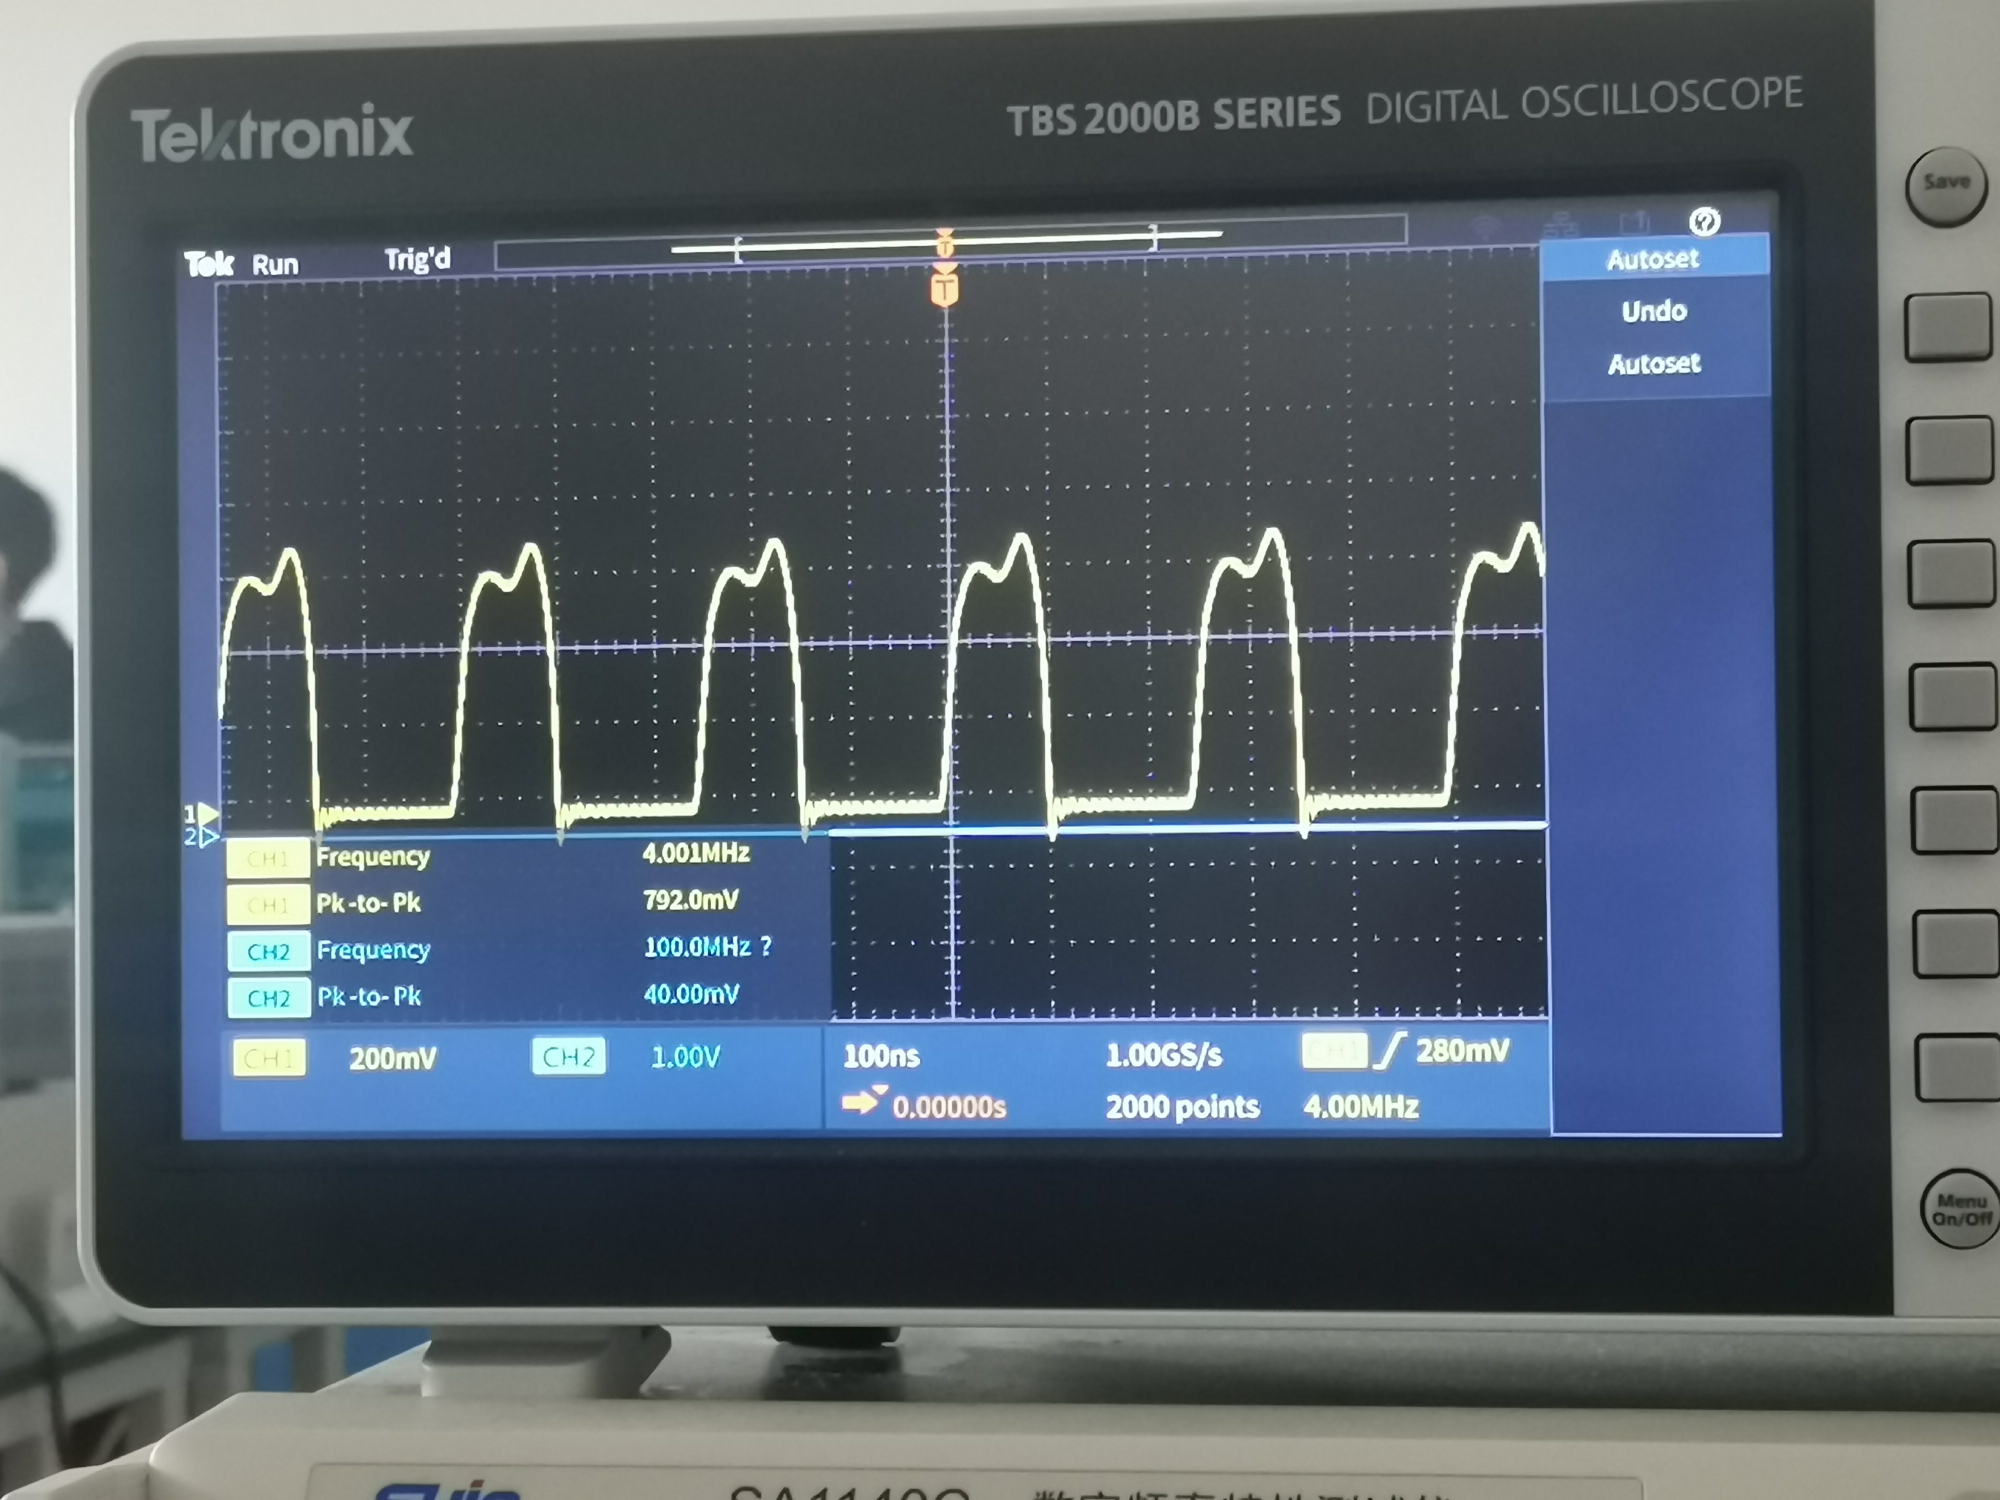 Tektronix
TBS 2000B SERIES DIGITAL OSCILLOSCOPE
Save
Tek Run Trig'd
T
T
?
Autoset
Undo
Autoset
1
2
CH1 Frequency 4.001MHz
CH1 Pk-to-Pk 792.0mV
CH2 Frequency 100.0MHz ?
CH2 Pk-to-Pk 40.00mV
CH1 200mV CH2 1.00V 100ns 1.00GS/s CH1 280mV
0.00000s 2000 points 4.00MHz
Menu
On/Off